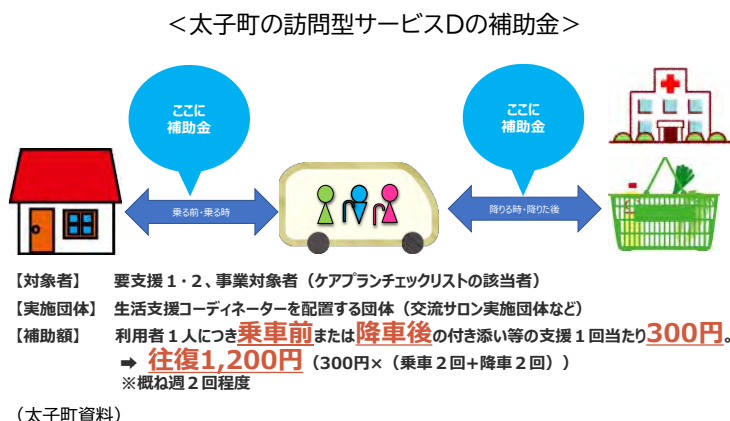 ＜太子町の訪問型サービスDの補助金＞
ここに
補助金
ここに
補助金
乗る前・乗る時
降りる時・降りた後
【対象者】　要支援１・２、事業対象者（ケアプランチェックリストの該当者）
【実施団体】　生活支援コーディネーターを配置する団体（交流サロン実施団体など）
【補助額】　利用者１人につき乗車前または降車後の付き添い等の支援１回当たり300円。
➡ 往復1,200円（300円×（乗車２回+降車２回））
※概ね週２回程度
（太子町資料）